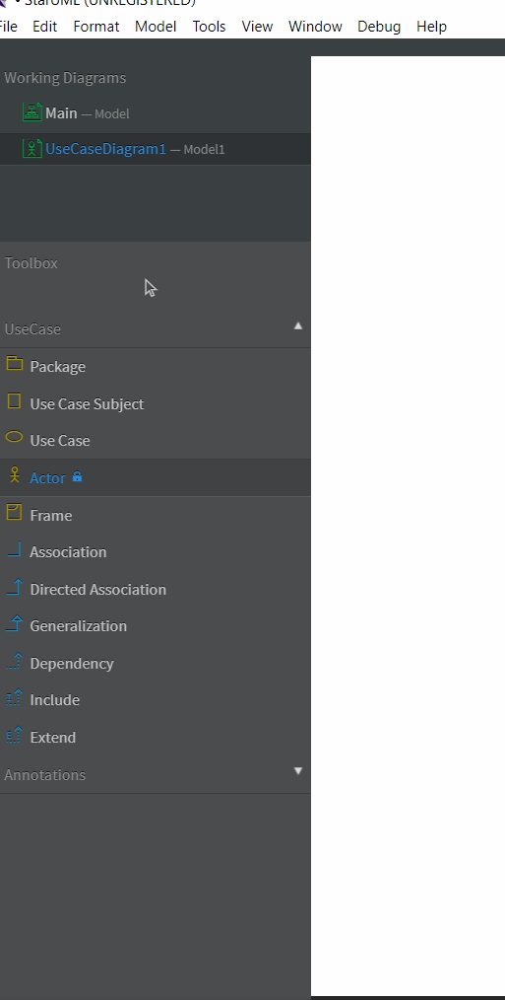 • StarUML (UNREGISTERED)
File Edit Format Model Tools View Window Debug Help
Working Diagrams
Main — Model
UseCaseDiagram1 — Model1
Toolbox
UseCase
Package
Use Case Subject
Use Case
Actor
Frame
Association
Directed Association
Generalization
Dependency
Include
Extend
Annotations